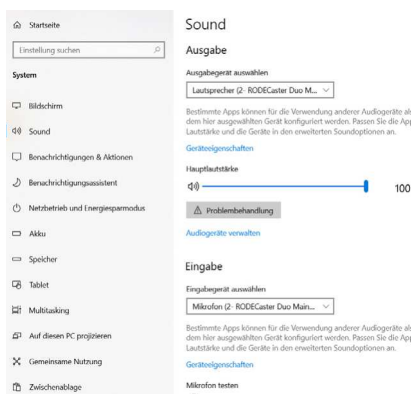 Startseite
Einstellung suchen
System
Bildschirm
Sound
Benachrichtigungen & Aktionen
Benachrichtigungsassistent
Netzbetrieb und Energiesparmodus
Akku
Speicher
Tablet
Multitasking
Auf diesen PC projizieren
Gemeinsame Nutzung
Zwischenablage
Sound
Ausgabe
Ausgabegerät auswählen
Lautsprecher (2- RODECaster Duo M...
Bestimmte Apps können für die Verwendung anderer Audiogeräte als
dem hier ausgewählten Gerät konfiguriert werden. Passen Sie die App
Lautstärke und die Geräte in den erweiterten Soundoptionen an.
Geräteeigenschaften
Hauptlautstärke
100
Problembehandlung
Audiogeräte verwalten
Eingabe
Eingabegerät auswählen
Mikrofon (2- RODECaster Duo Main...
Bestimmte Apps können für die Verwendung anderer Audiogeräte als
dem hier ausgewählten Gerät konfiguriert werden. Passen Sie die App
Lautstärke und die Geräte in den erweiterten Soundoptionen an.
Geräteeigenschaften
Mikrofon testen